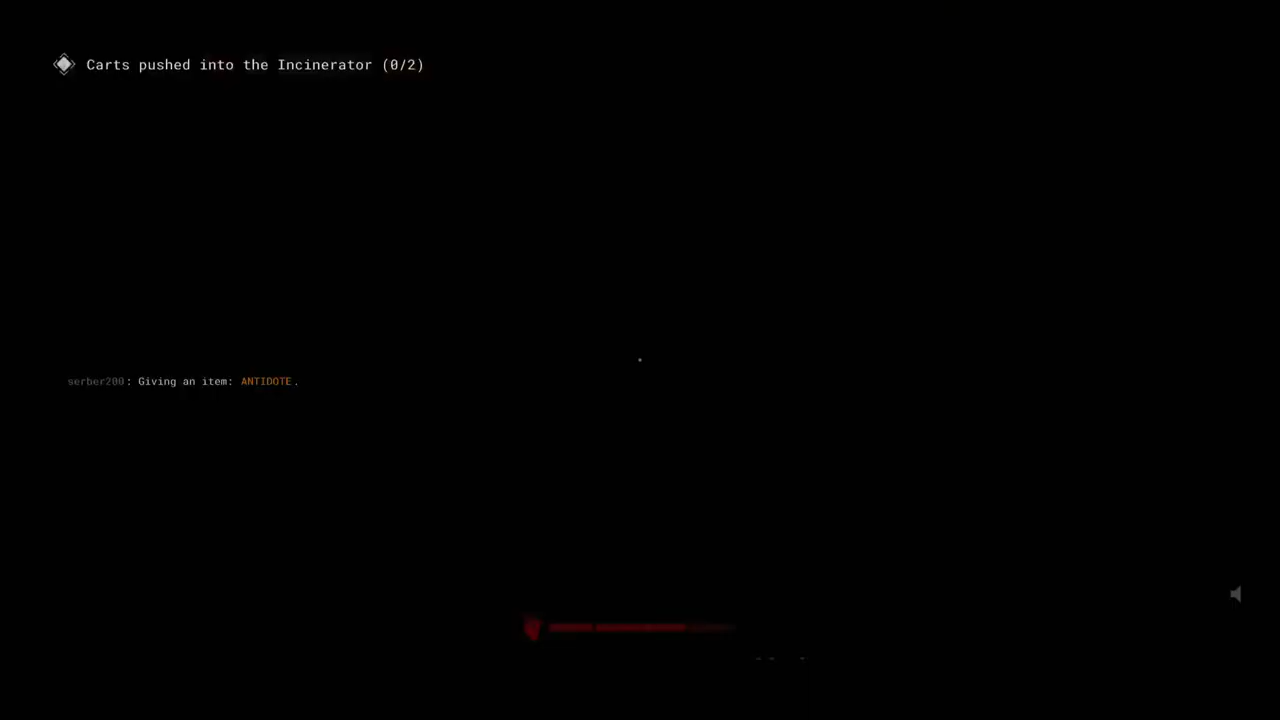 Carts pushed into the Incinerator (0/2)
serber200: Giving an item: ANTIDOTE.